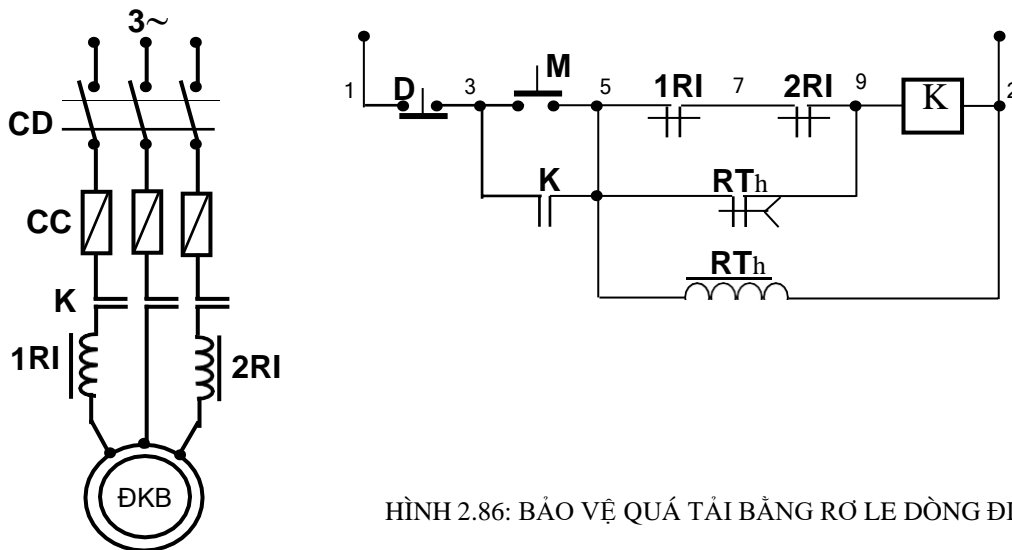 3~
CD
CC
K
1RI
2RI
ĐKB
1
D
3
M
5
1RI
7
2RI
9
K
2
K
RTh
RTh
HÌNH 2.86: BẢO VỆ QUÁ TẢI BẰNG RƠ LE DÒNG